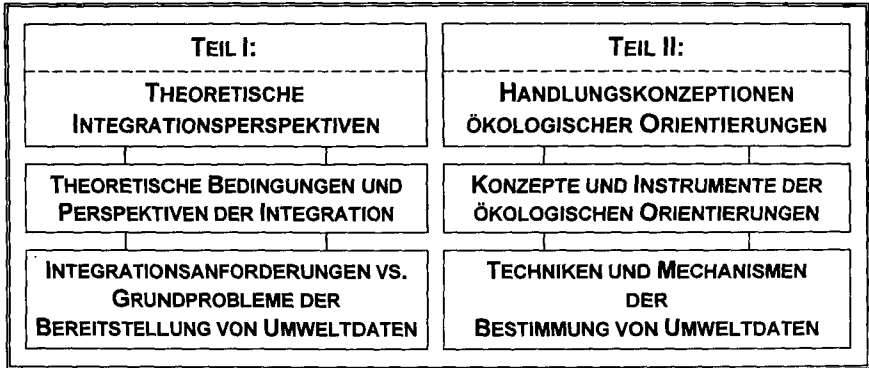 TEIL I:
THEORETISCHE
INTEGRATIONSPERSPEKTIVEN
THEORETISCHE BEDINGUNGEN UND
PERSPEKTIVEN DER INTEGRATION
INTEGRATIONSANFORDERUNGEN VS.
GRUNDPROBLEME DER
BEREITSTELLUNG VON UMWELTDATEN
TEIL II:
HANDLUNGSKONZEPTIONEN
ÖKOLOGISCHER ORIENTIERUNGEN
KONZEPTE UND INSTRUMENTE DER
ÖKOLOGISCHEN ORIENTIERUNGEN
TECHNIKEN UND MECHANISMEN
DER
BESTIMMUNG VON UMWELTDATEN